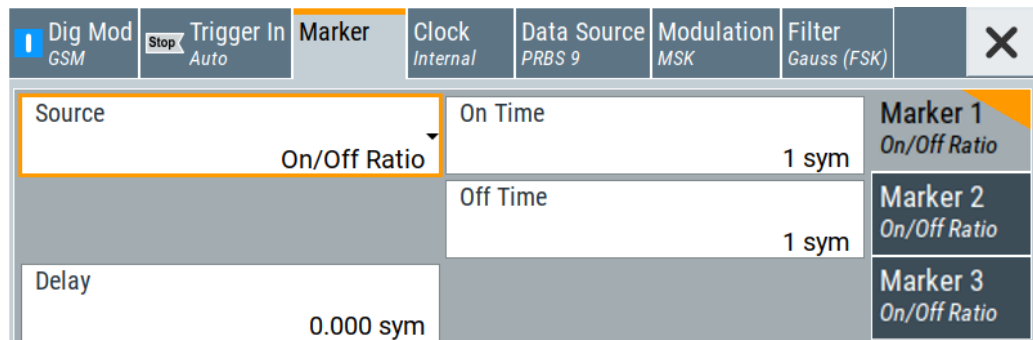 Dig Mod
GSM
Stop
Trigger In
Auto
Marker
Clock
Internal
Data Source
PRBS 9
Modulation
MSK
Filter
Gauss (FSK)
Source
On/Off Ratio
On Time
1 sym
Off Time
1 sym
Delay
0.000 sym
Marker 1
On/Off Ratio
Marker 2
On/Off Ratio
Marker 3
On/Off Ratio